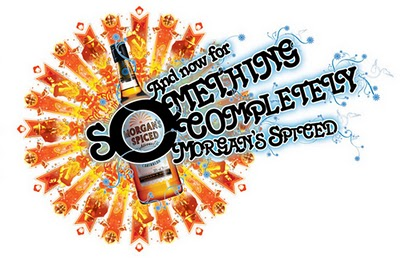 And now for
SOMETHING
COMPLETELY
MORGAN'S SPICED
MORGAN'S
SPICED